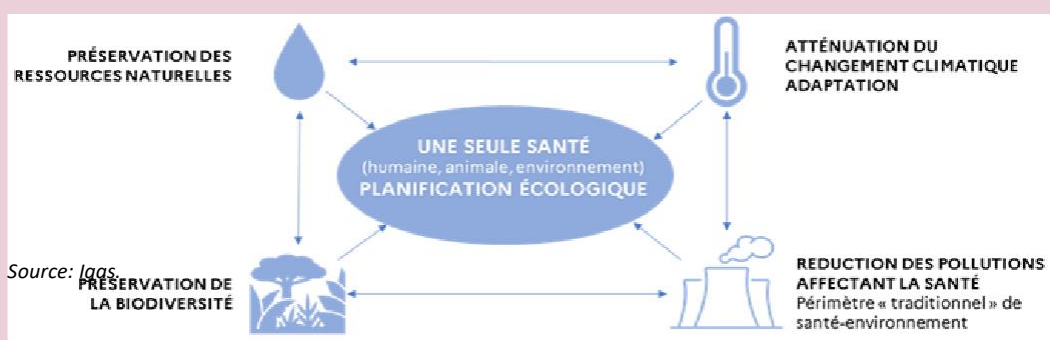 PRÉSERVATION DES
RESSOURCES NATURELLES
ATTÉNUATION DU
CHANGEMENT CLIMATIQUE
ADAPTATION
UNE SEULE SANTÉ
(humaine, animale, environnement)
PLANIFICATION ÉCOLOGIQUE
Source: Igas.
PRÉSERVATION DE
LA BIODIVERSITÉ
REDUCTION DES POLLUTIONS
AFFECTANT LA SANTÉ
Périmètre « traditionnel » de
santé-environnement